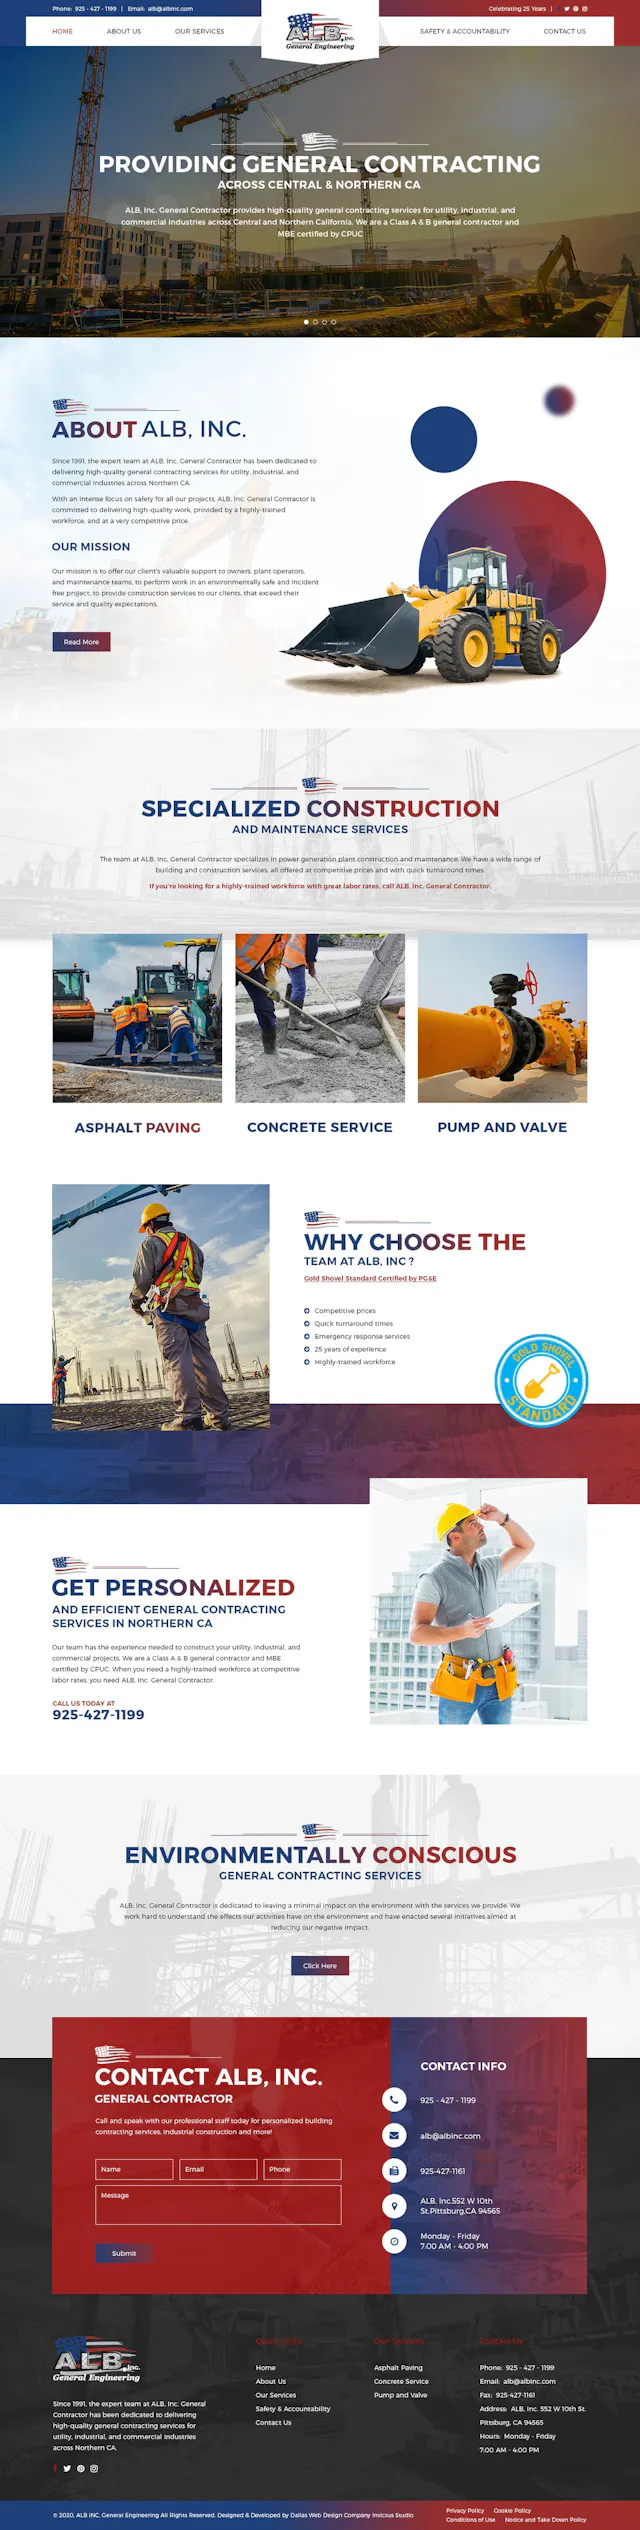 Phone: 925 - 427 - 1199 | Email: alb@albinc.com
Celebrating 25 Years |
HOME ABOUT US OUR SERVICES
ALB, Inc.
General Engineering
SAFETY & ACCOUNTABILITY CONTACT US
PROVIDING GENERAL CONTRACTING
ACROSS CENTRAL & NORTHERN CA
ALB, Inc. General Contractor provides high-quality general contracting services for utility, industrial, and
commercial industries across Central and Northern California. We are a Class A & B general contractor and
MBE certified by CPUC
ABOUT ALB, INC.
Since 1991, the expert team at ALB, Inc. General Contractor has been dedicated to
delivering high-quality general contracting services for utility, industrial, and
commercial industries across Northern CA.
With an intense focus on safety for all our projects, ALB, Inc. General Contractor is
committed to delivering high-quality work, provided by a highly-trained
workforce, and at a very competitive price.
OUR MISSION
Our mission is to offer our client's valuable support to owners, plant operators,
and maintenance teams, to perform work in an environmentally safe and incident
free project, to provide construction services to our clients, that exceed their
service and quality expectations.
Read More
SPECIALIZED CONSTRUCTION
AND MAINTENANCE SERVICES
The team at ALB, Inc. General Contractor specializes in power generation plant construction and maintenance. We have a wide range of
building and construction services, all offered at competitive prices and with quick turnaround times.
If you're looking for a highly-trained workforce with great labor rates, call ALB, Inc. General Contractor.
ASPHALT PAVING
CONCRETE SERVICE
PUMP AND VALVE
WHY CHOOSE THE
TEAM AT ALB, INC ?
Gold Shovel Standard Certified by PG&E
Competitive prices
Quick turnaround times
Emergency response services
25 years of experience
Highly-trained workforce
GOLD SHOVEL
STANDARD
GET PERSONALIZED
AND EFFICIENT GENERAL CONTRACTING
SERVICES IN NORTHERN CA
Our team has the experience needed to construct your utility, industrial, and
commercial projects. We are a Class A & B general contractor and MBE
certified by CPUC. When you need a highly-trained workforce at competitive
labor rates, you need ALB, Inc. General Contractor.
CALL US TODAY AT
925-427-1199
ENVIRONMENTALLY CONSCIOUS
GENERAL CONTRACTING SERVICES
ALB, Inc. General Contractor is dedicated to leaving a minimal impact on the environment with the services we provide. We
work hard to understand the effects our activities have on the environment and have enacted several initiatives aimed at
reducing our negative impact.
Click Here
CONTACT ALB, INC.
GENERAL CONTRACTOR
Call and speak with our professional staff today for personalized building
contracting services, industrial construction and more!
Name Email Phone
Message
Submit
CONTACT INFO
925 - 427 - 1199
alb@albinc.com
925-427-1161
ALB, Inc.552 W 10th
St.Pittsburg,CA 94565
Monday - Friday
7:00 AM - 4:00 PM
ALB, Inc.
General Engineering
Since 1991, the expert team at ALB, Inc. General
Contractor has been dedicated to delivering
high-quality general contracting services for
utility, industrial, and commercial industries
across Northern CA.
Quick Links
Home
About Us
Our Services
Safety & Accountability
Contact Us
Our Services
Asphalt Paving
Concrete Service
Pump and Valve
Contact Us
Phone: 925 - 427 - 1199
Email: alb@albinc.com
Fax: 925-427-1161
Address: ALB, Inc. 552 W 10th St.
Pittsburg, CA 94565
Hours: Monday - Friday
7:00 AM - 4:00 PM
© 2020, ALB INC, General Engineering All Rights Reserved. Designed & Developed by Dallas Web Design Company Invictus Studio
Privacy Policy Cookie Policy
Conditions of Use Notice and Take Down Policy